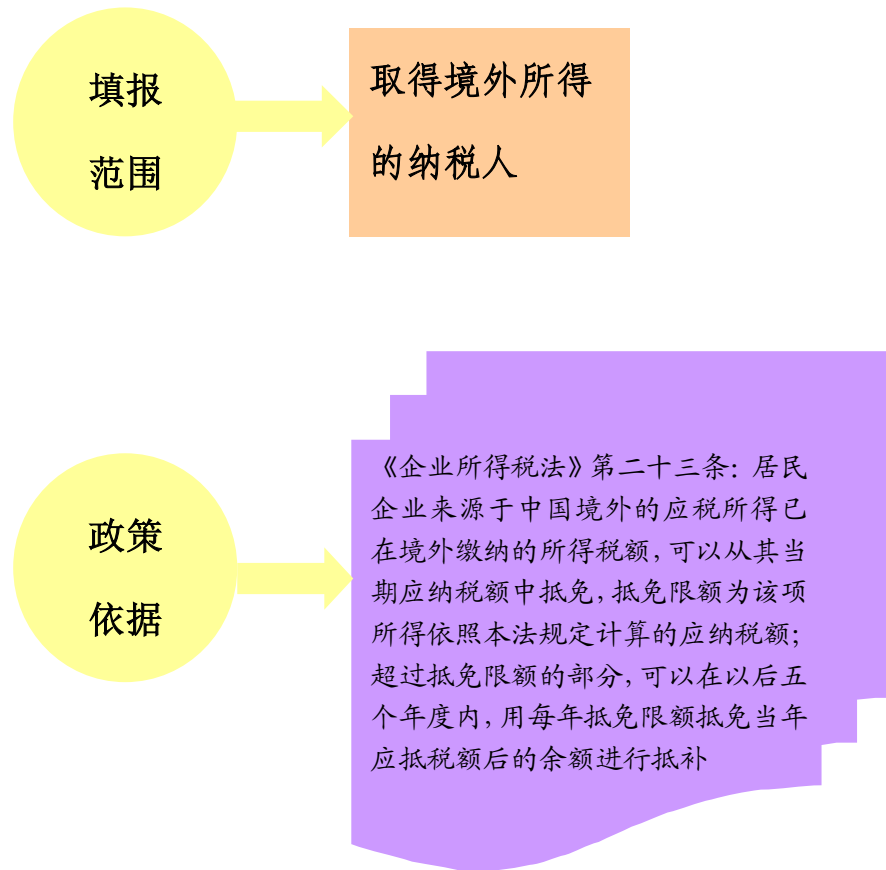 填报
范围
取得境外所得
的纳税人
政策
依据
《企业所得税法》第二十三条：居民
企业来源于中国境外的应税所得已
在境外缴纳的所得税额，可以从其当
期应纳税额中抵免，抵免限额为该项
所得依照本法规定计算的应纳税额；
超过抵免限额的部分，可以在以后五
个年度内，用每年抵免限额抵免当年
应抵税额后的余额进行抵补